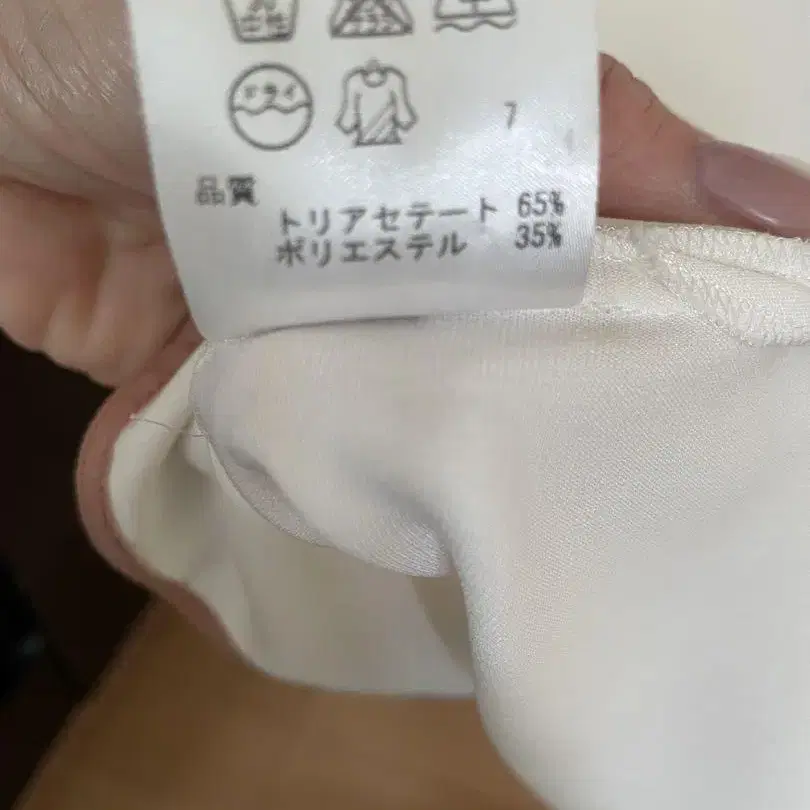 ドライ
7
品質
トリアセテート 65%
ポリエステル 35%